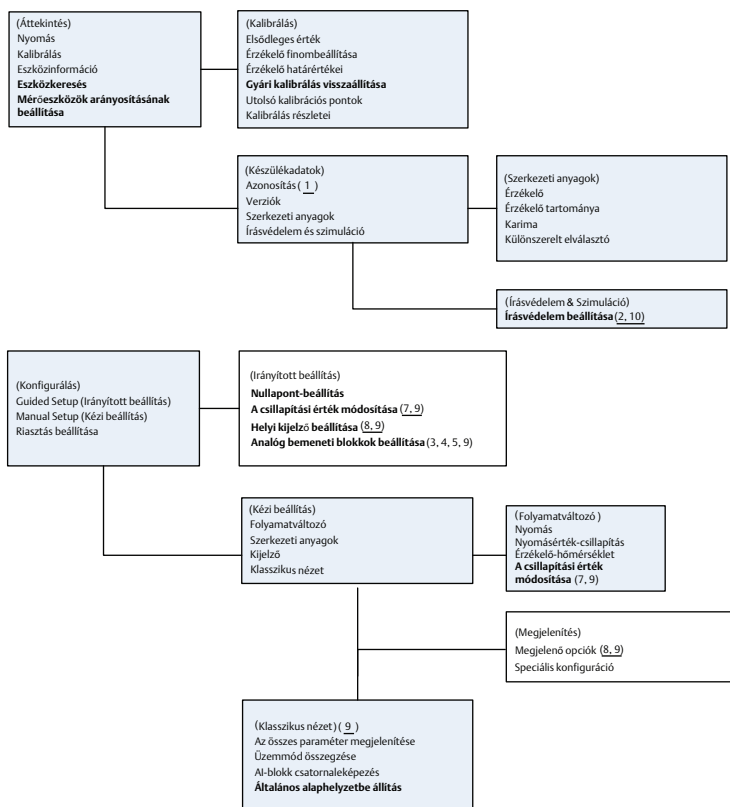 (Áttekintés)
Nyomás
Kalibrálás
Eszközinformáció
Eszközkeresés
Mérőeszközök arányosításának
beállítása
(Kalibrálás)
Elsődleges érték
Érzékelő finombeállítása
Érzékelő határértékei
Gyári kalibrálás visszaállítása
Utolsó kalibrációs pontok
Kalibrálás részletei
(Készülékadatok)
Azonosítás ( 1 )
Verziók
Szerkezeti anyagok
Írásvédelem és szimuláció
(Szerkezeti anyagok)
Érzékelő
Érzékelő tartománya
Karima
Különszerelt elválasztó
(Írásvédelem & Szimuláció)
Írásvédelem beállítása (2, 10)
(Konfigurálás)
Guided Setup (Irányított beállítás)
Manual Setup (Kézi beállítás)
Riasztás beállítása
(Irányított beállítás)
Nullapont-beállítás
A csillapítási érték módosítása (7, 9)
Helyi kijelző beállítása (8, 9)
Analóg bemeneti blokkok beállítása (3, 4, 5, 9)
(Kézi beállítás)
Folyamatváltozó
Szerkezeti anyagok
Kijelző
Klasszikus nézet
(Folyamatváltozó )
Nyomás
Nyomásérték-csillapítás
Érzékelő-hőmérséklet
A csillapítási érték
módosítása (7, 9)
(Megjelenítés)
Megjelenő opciók (8, 9)
Speciális konfiguráció
(Klasszikus nézet) ( 9 )
Az összes paraméter megjelenítése
Üzemmód összegzése
AI-blokk csatornaleképezés
Általános alaphelyzetbe állítás